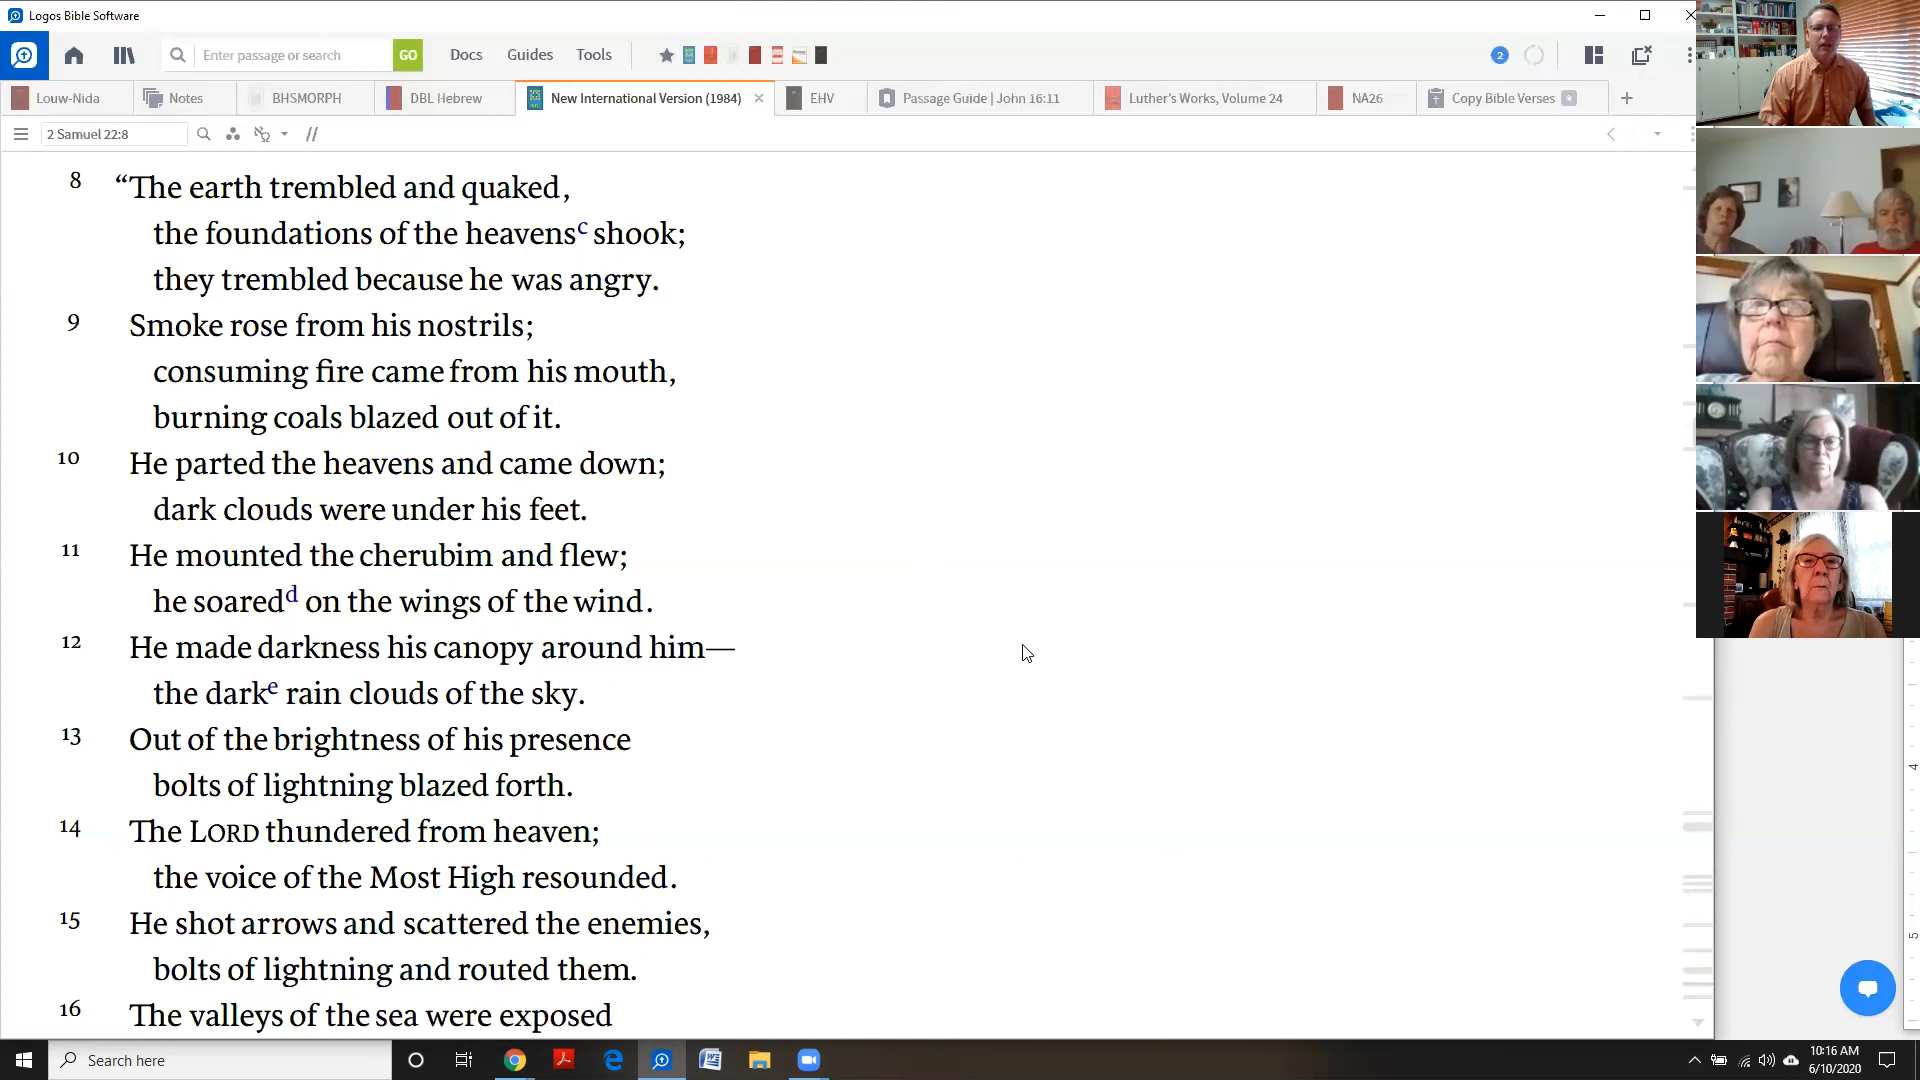 Logos Bible Software
Enter passage or search
GO
Docs
Guides
Tools
2
Louw-Nida
Notes
BHSMORPH
DBL Hebrew
New International Version (1984)
EHV
Passage Guide | John 16:11
Luther's Works, Volume 24
NA26
Copy Bible Verses
2 Samuel 22:8
8 “The earth trembled and quaked,
the foundations of the heavensc shook;
they trembled because he was angry.
9 Smoke rose from his nostrils;
consuming fire came from his mouth,
burning coals blazed out of it.
10 He parted the heavens and came down;
dark clouds were under his feet.
11 He mounted the cherubim and flew;
he soaredd on the wings of the wind.
12 He made darkness his canopy around him—
the darke rain clouds of the sky.
13 Out of the brightness of his presence
bolts of lightning blazed forth.
14 The LORD thundered from heaven;
the voice of the Most High resounded.
15 He shot arrows and scattered the enemies,
bolts of lightning and routed them.
16 The valleys of the sea were exposed
4
5
Search here
10:16 AM
6/10/2020